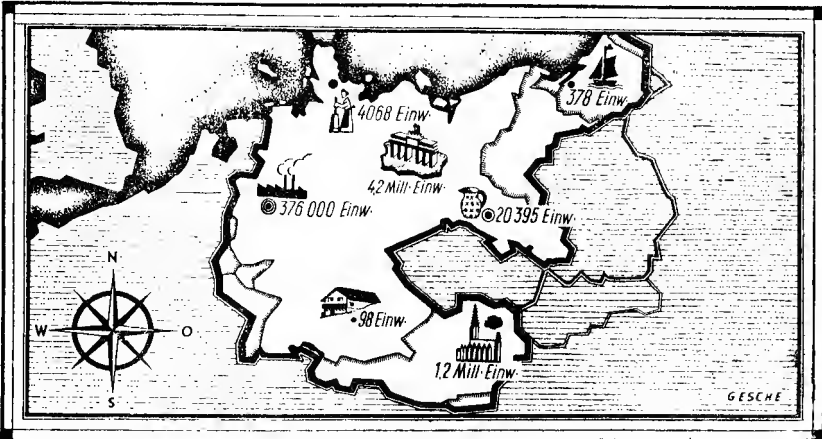 378 Einw.
4068 Einw.
4,2 Mill. Einw.
376 000 Einw.
20 395 Einw.
N
W
O
S
98 Einw.
1,2 Mill. Einw.
GESCHE